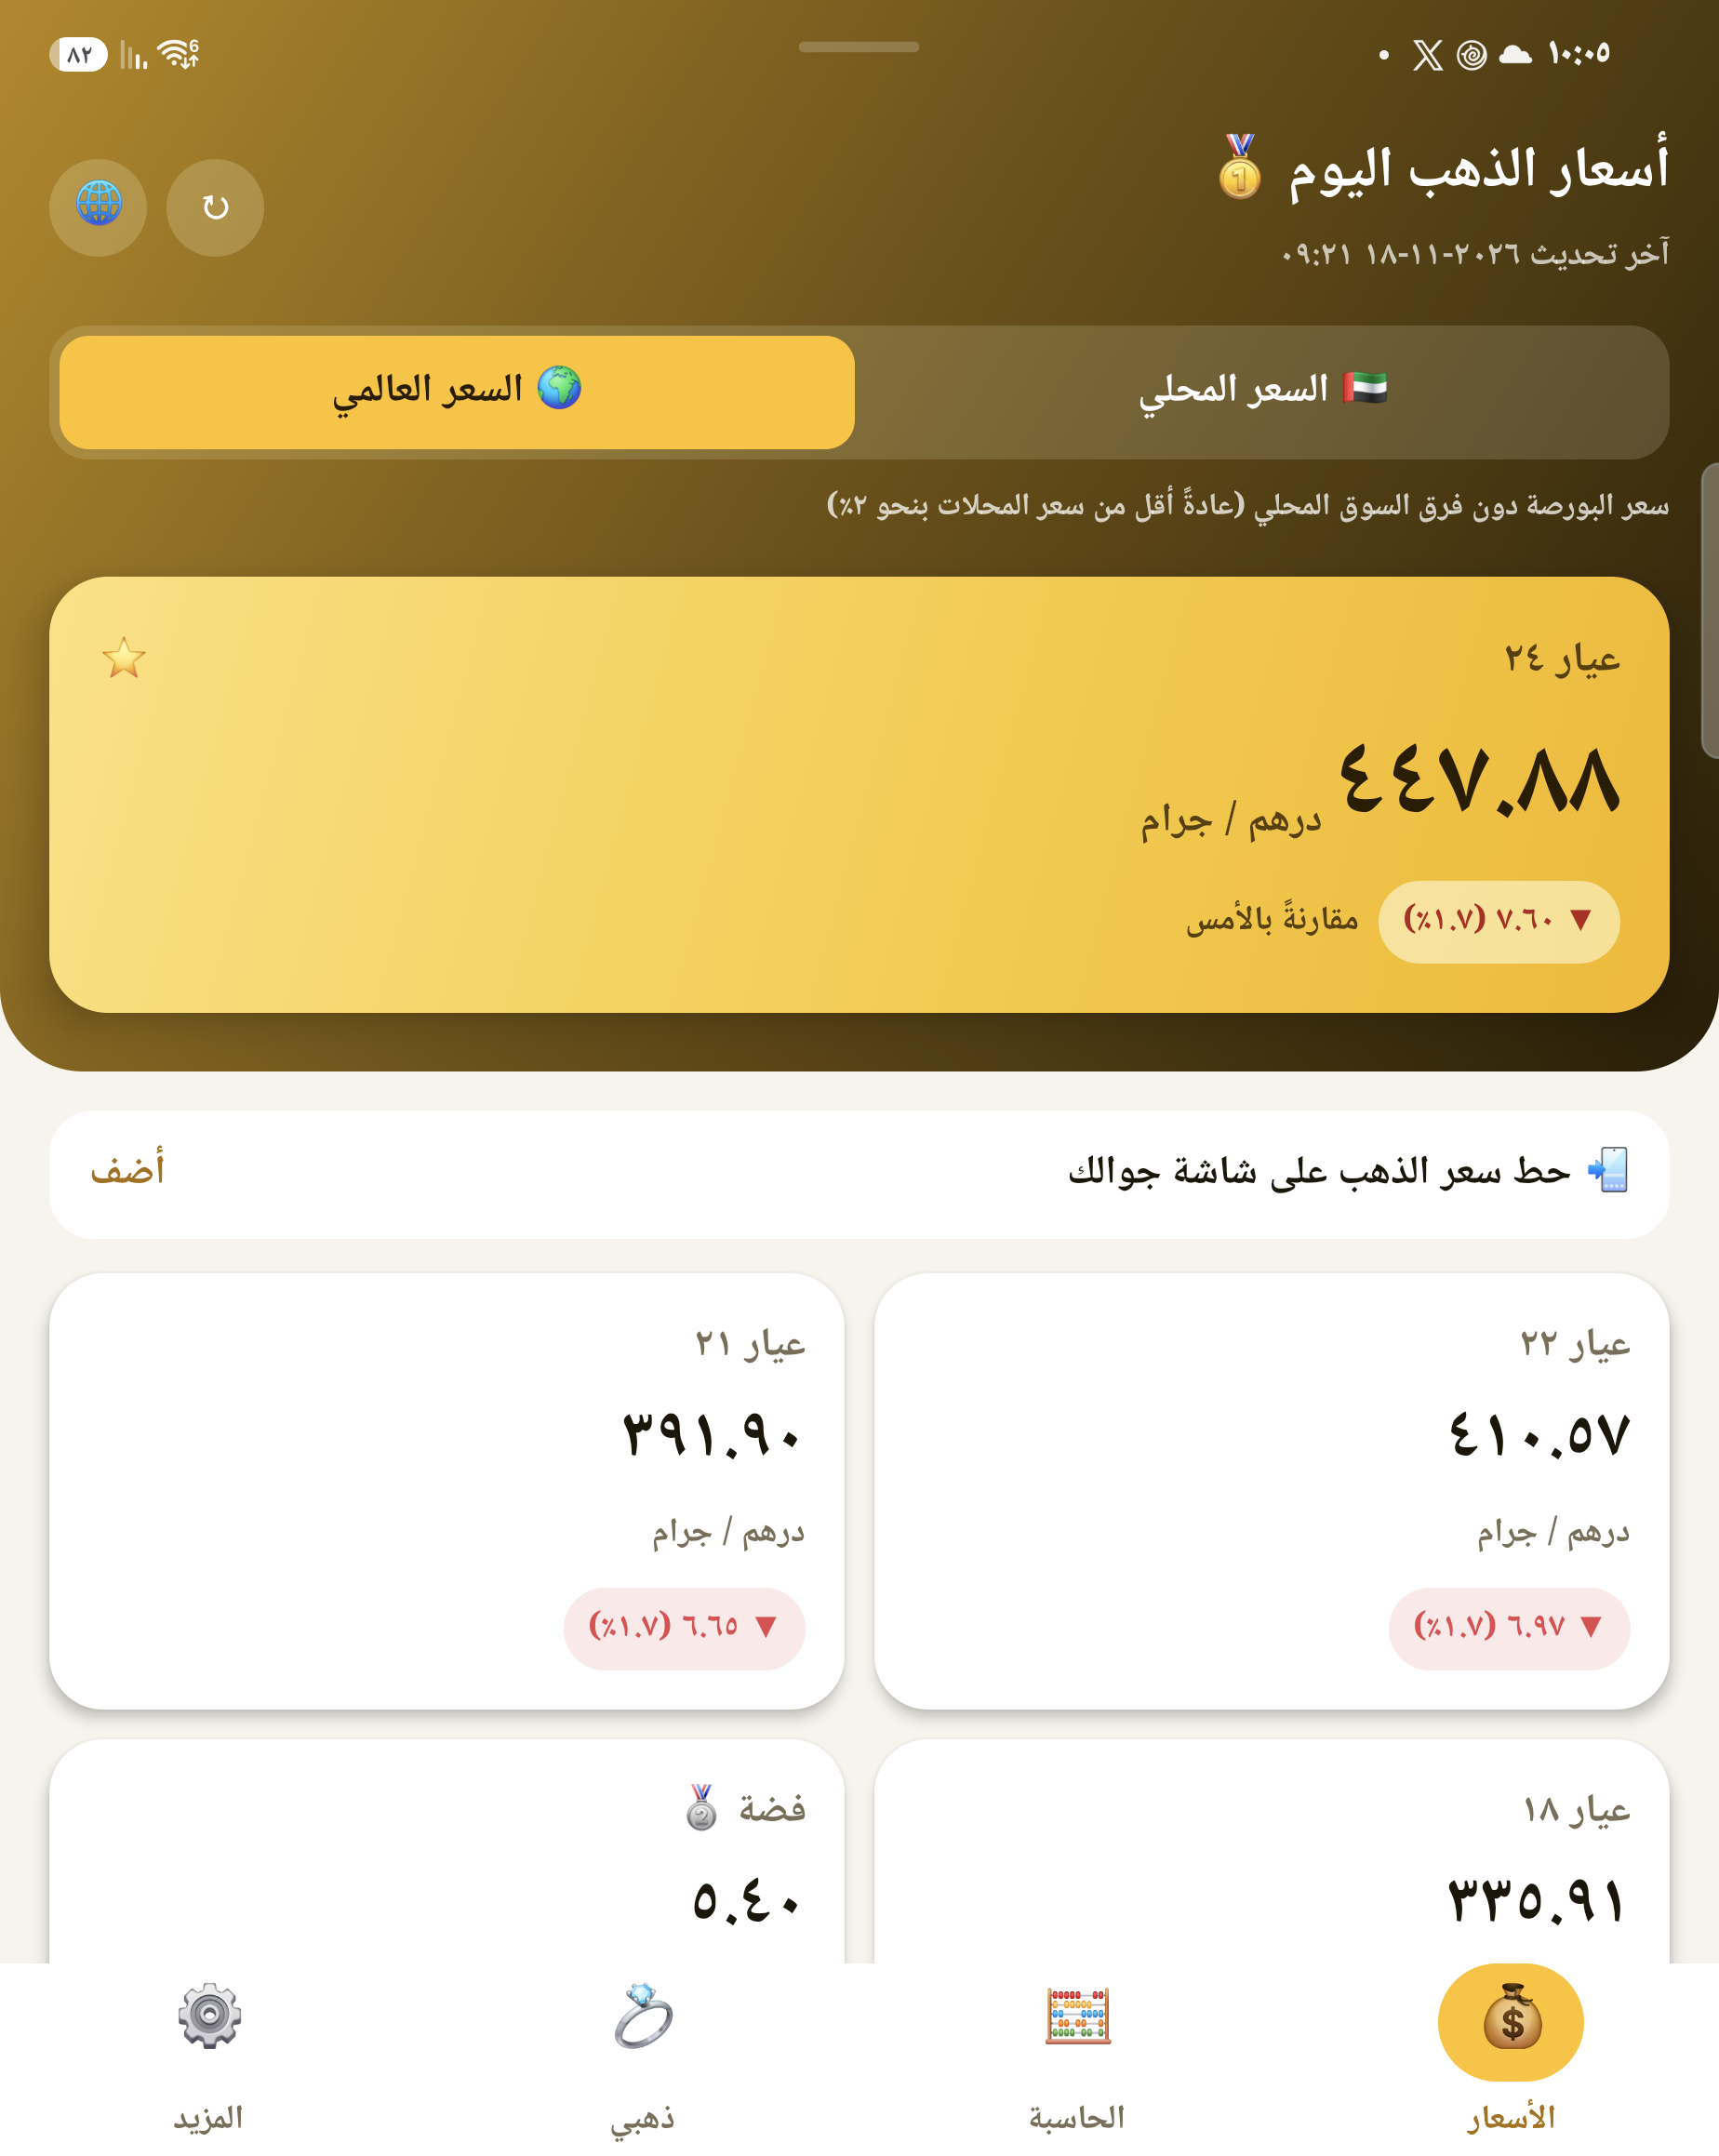 ١٠:٠٥
٨٢
6
أسعار الذهب اليوم
آخر تحديث ٢٠٢٦-١١-١٨ ٠٩:٢١
السعر المحلي
السعر العالمي
سعر البورصة دون فرق السوق المحلي (عادةً أقل من سعر المحلات بنحو ٢٪)
عيار ٢٤
٤٤٧.٨٨ درهم / جرام
▼ ٧.٦٠ (١.٧٪) مقارنةً بالأمس
حط سعر الذهب على شاشة جوالك
أضف
عيار ٢٢
٤١٠.٥٧
درهم / جرام
▼ ٦.٩٧ (١.٧٪)
عيار ٢١
٣٩١.٩٠
درهم / جرام
▼ ٦.٦٥ (١.٧٪)
عيار ١٨
٣٣٥.٩١
فضة
٥.٤٠
الأسعار
الحاسبة
ذهبي
المزيد